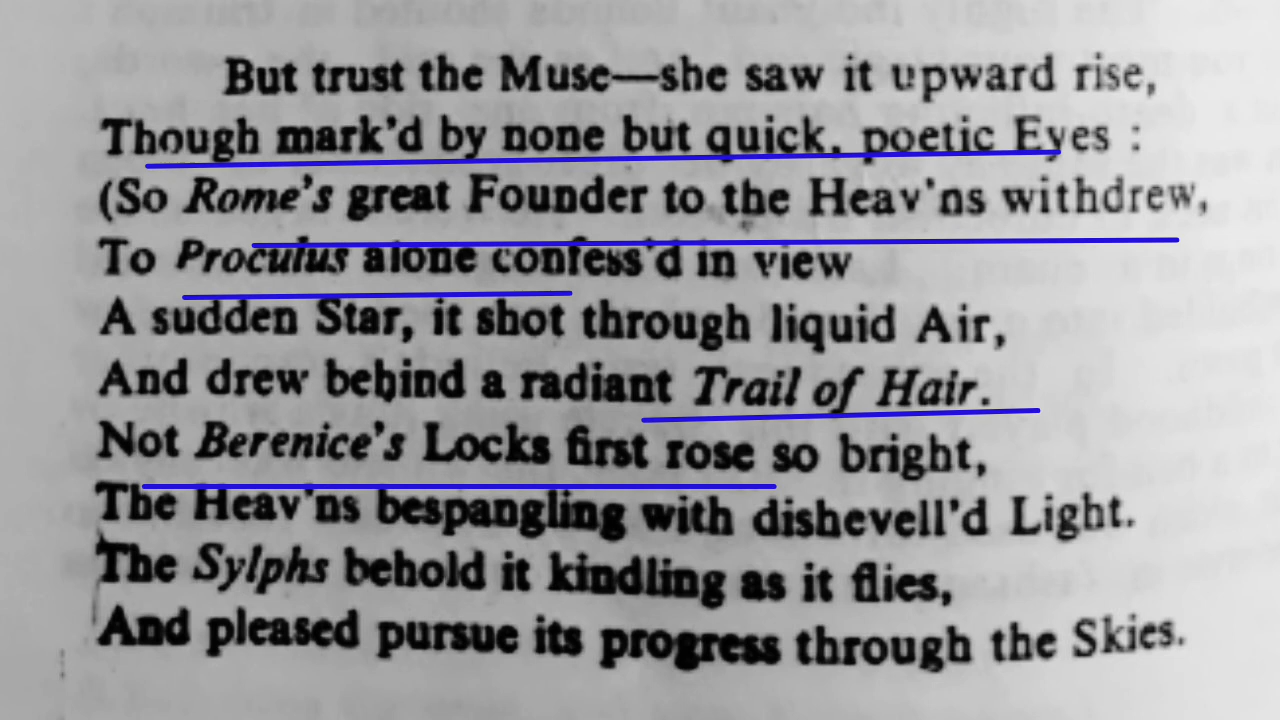 But trust the Muse—she saw it upward rise,
Though mark'd by none but quick, poetic Eyes :
(So Rome's great Founder to the Heav'ns withdrew,
To Proculus alone confess'd in view
A sudden Star, it shot through liquid Air,
And drew behind a radiant Trail of Hair.
Not Berenice's Locks first rose so bright,
The Heav'ns bespangling with dishevell'd Light.
The Sylphs behold it kindling as it flies,
And pleased pursue its progress through the Skies.